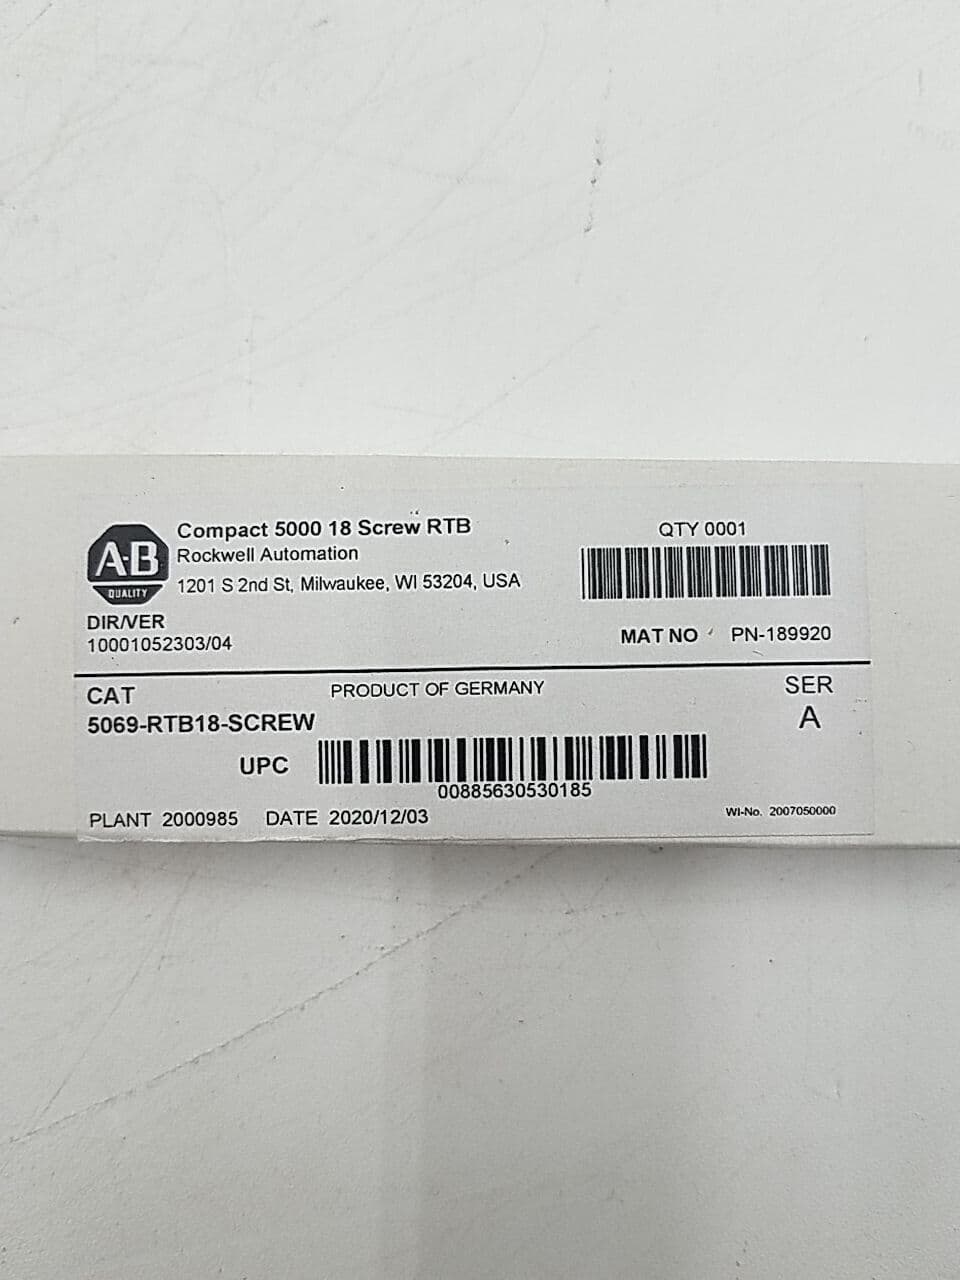 A-B
QUALITY
Compact 5000 18 Screw RTB
Rockwell Automation
1201 S 2nd St, Milwaukee, WI 53204, USA
QTY 0001
DIR/VER
10001052303/04
MAT NO PN-189920
CAT
5069-RTB18-SCREW
PRODUCT OF GERMANY
SER
A
UPC
00885630530185
PLANT 2000985 DATE 2020/12/03
WI-No. 2007050000